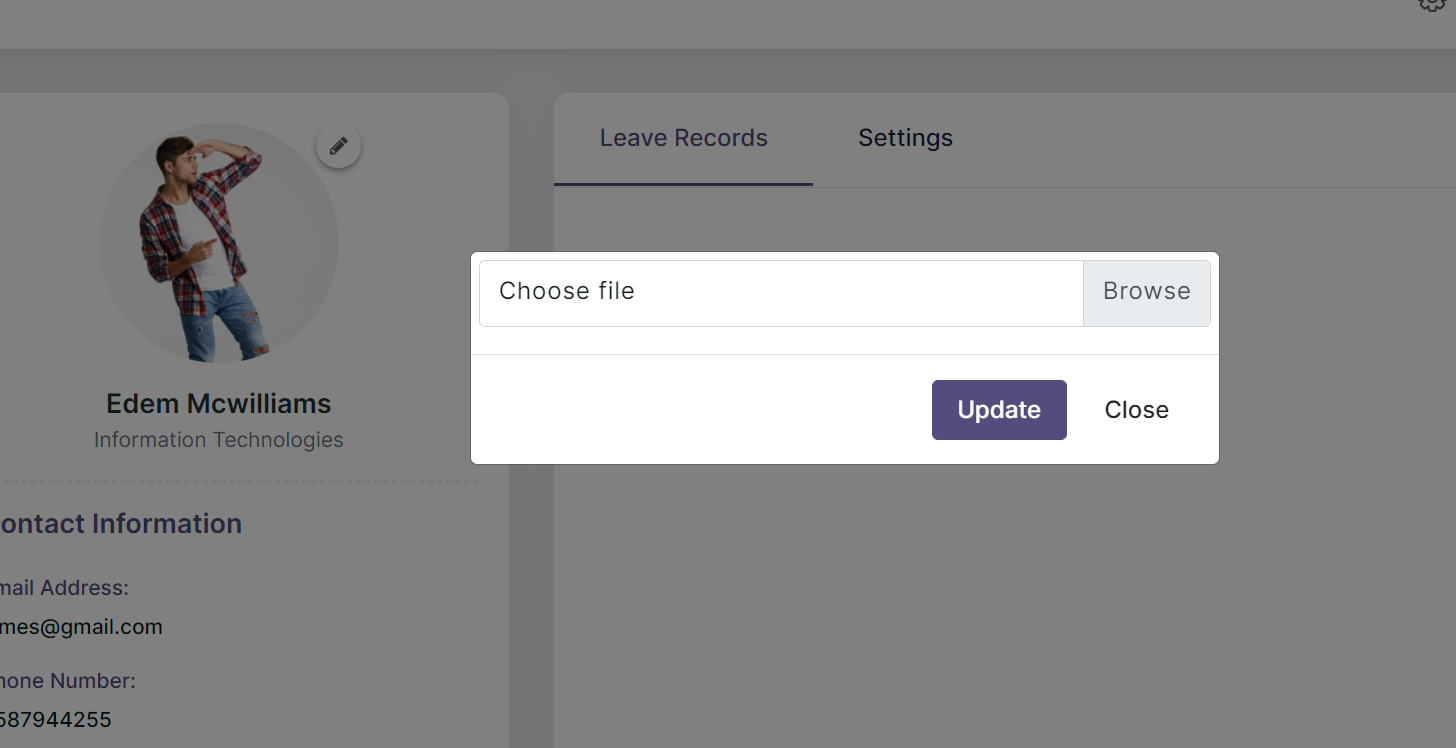 Leave Records
Settings
Choose file
Browse
Update
Close
Edem Mcwilliams
Information Technologies
ontact Information
mail Address:
mes@gmail.com
hone Number:
587944255